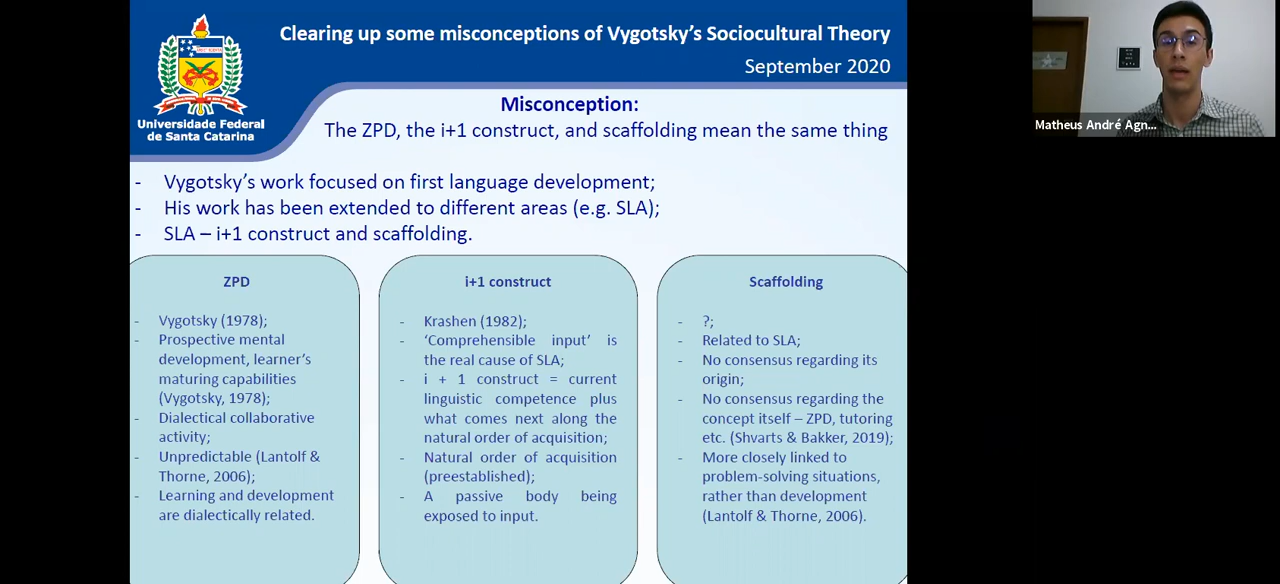 Clearing up some misconceptions of Vygotsky's Sociocultural Theory
September 2020
Universidade Federal
de Santa Catarina
Misconception:
The ZPD, the i+1 construct, and scaffolding mean the same thing
- Vygotsky's work focused on first language development;
- His work has been extended to different areas (e.g. SLA);
- SLA – i+1 construct and scaffolding.
ZPD
- Vygotsky (1978);
- Prospective mental
development, learner's
maturing capabilities
(Vygotsky, 1978);
- Dialectical collaborative
activity;
- Unpredictable (Lantolf &
Thorne, 2006);
- Learning and development
are dialectically related.
i+1 construct
- Krashen (1982);
- 'Comprehensible input' is
the real cause of SLA;
- i + 1 construct = current
linguistic competence plus
what comes next along the
natural order of acquisition;
- Natural order of acquisition
(preestablished);
- A passive body being
exposed to input.
Scaffolding
- ?;
- Related to SLA;
- No consensus regarding its
origin;
- No consensus regarding the
concept itself – ZPD, tutoring
etc. (Shvarts & Bakker, 2019);
- More closely linked to
problem-solving situations,
rather than development
(Lantolf & Thorne, 2006).
Matheus André Agn...